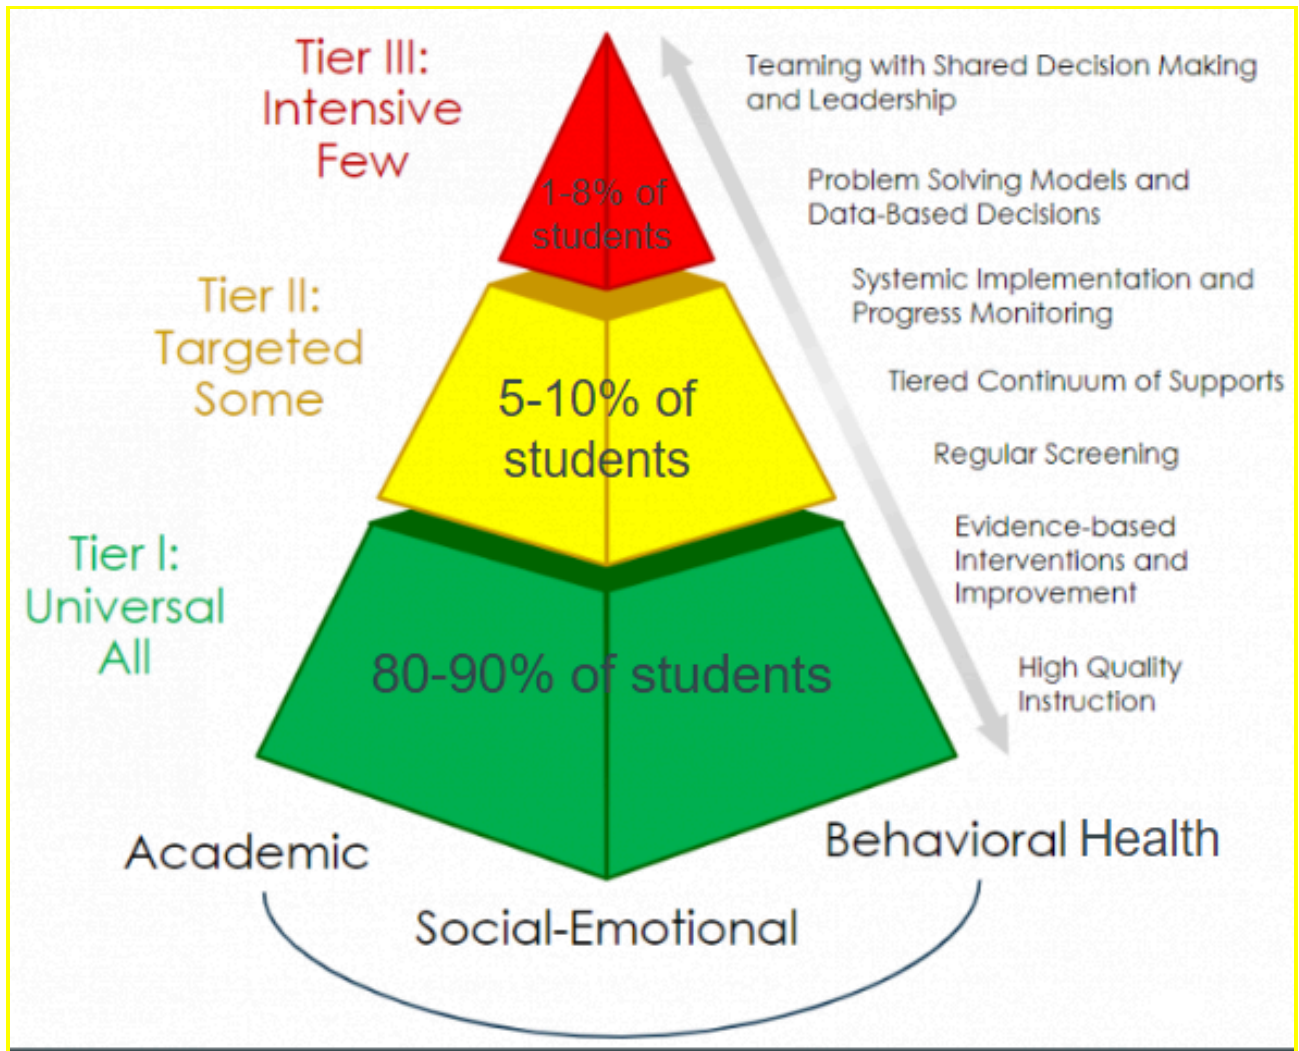 Tier III:
Intensive
Few
1-8% of
students
Teaming with Shared Decision Making
and Leadership
Problem Solving Models and
Data-Based Decisions
Systemic Implementation and
Progress Monitoring
Tiered Continuum of Supports
Regular Screening
Evidence-based
Interventions and
Improvement
High Quality
Instruction
Tier II:
Targeted
Some
5-10% of
students
Tier I:
Universal
All
80-90% of students
Academic
Social-Emotional
Behavioral Health